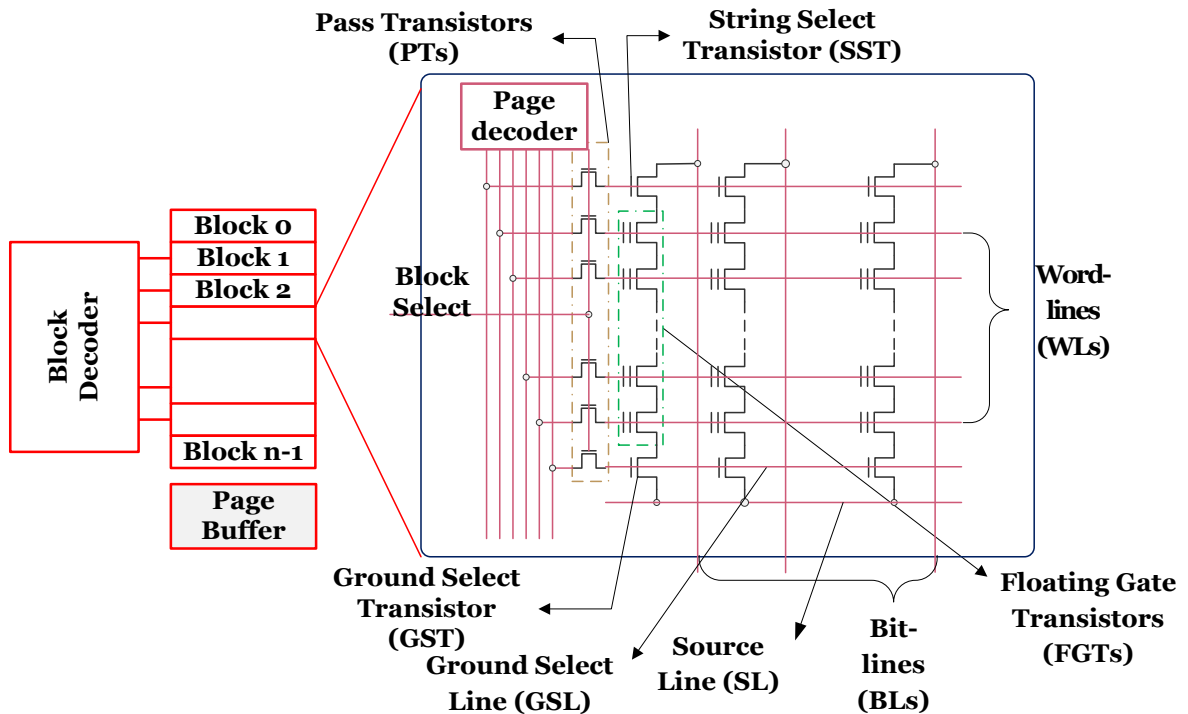 Pass Transistors
(PTs)
String Select
Transistor (SST)
Page
decoder
Block 0
Block 1
Block 2
Block n-1
Block
Decoder
Page
Buffer
Block
Select
Word-
lines
(WLs)
Ground Select
Transistor
(GST)
Ground Select
Line (GSL)
Source
Line (SL)
Bit-
lines
(BLs)
Floating Gate
Transistors
(FGTs)